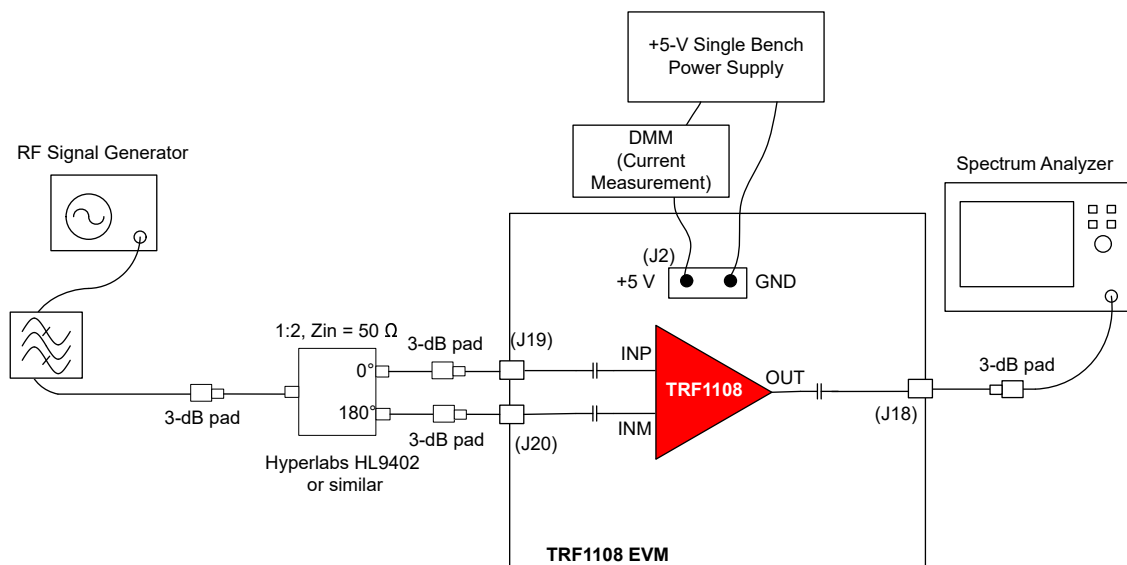 +5-V Single Bench
Power Supply
DMM
(Current
Measurement)
RF Signal Generator
Spectrum Analyzer
(J2)
+5 V
GND
1:2, Zin = 50 Ω
3-dB pad
(J19)
0°
INP
TRF1108
OUT
3-dB pad
3-dB pad
180°
INM
(J18)
3-dB pad
(J20)
Hyperlabs HL9402
or similar
TRF1108 EVM